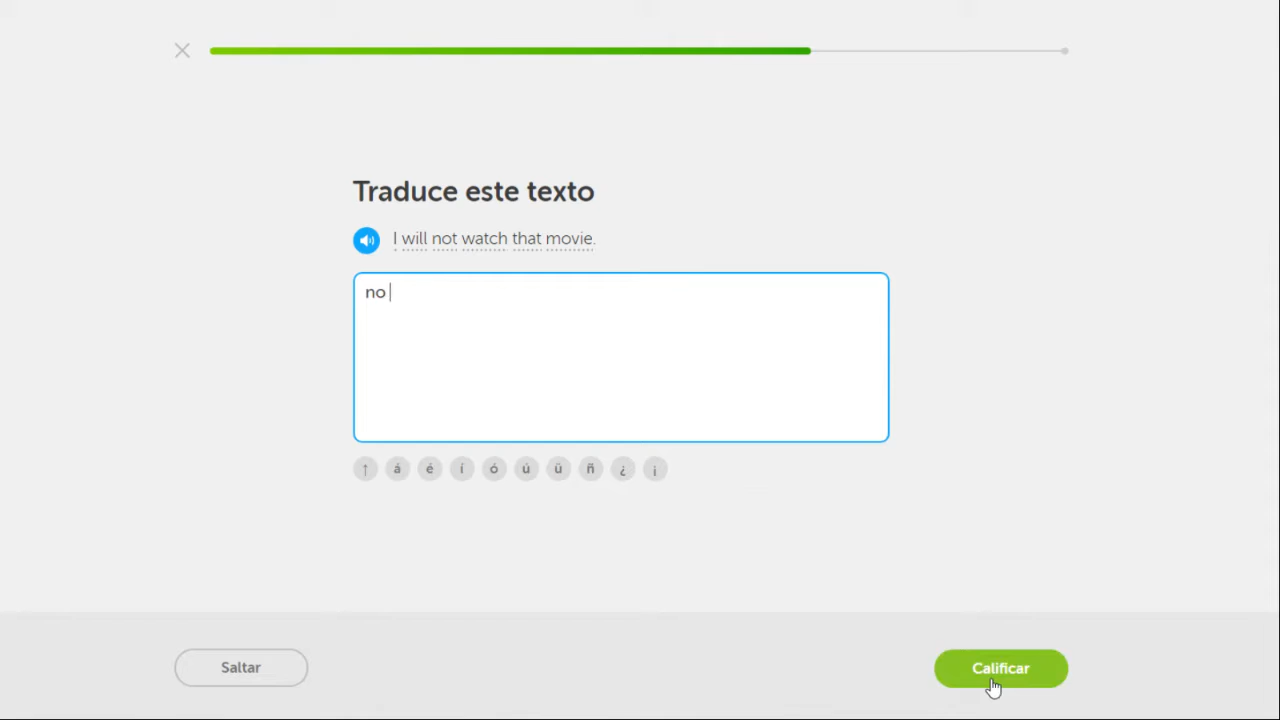 Traduce este texto
I will not watch that movie.
no
↑ á é í ó ú ü ñ ¿ ¡
Saltar
Calificar